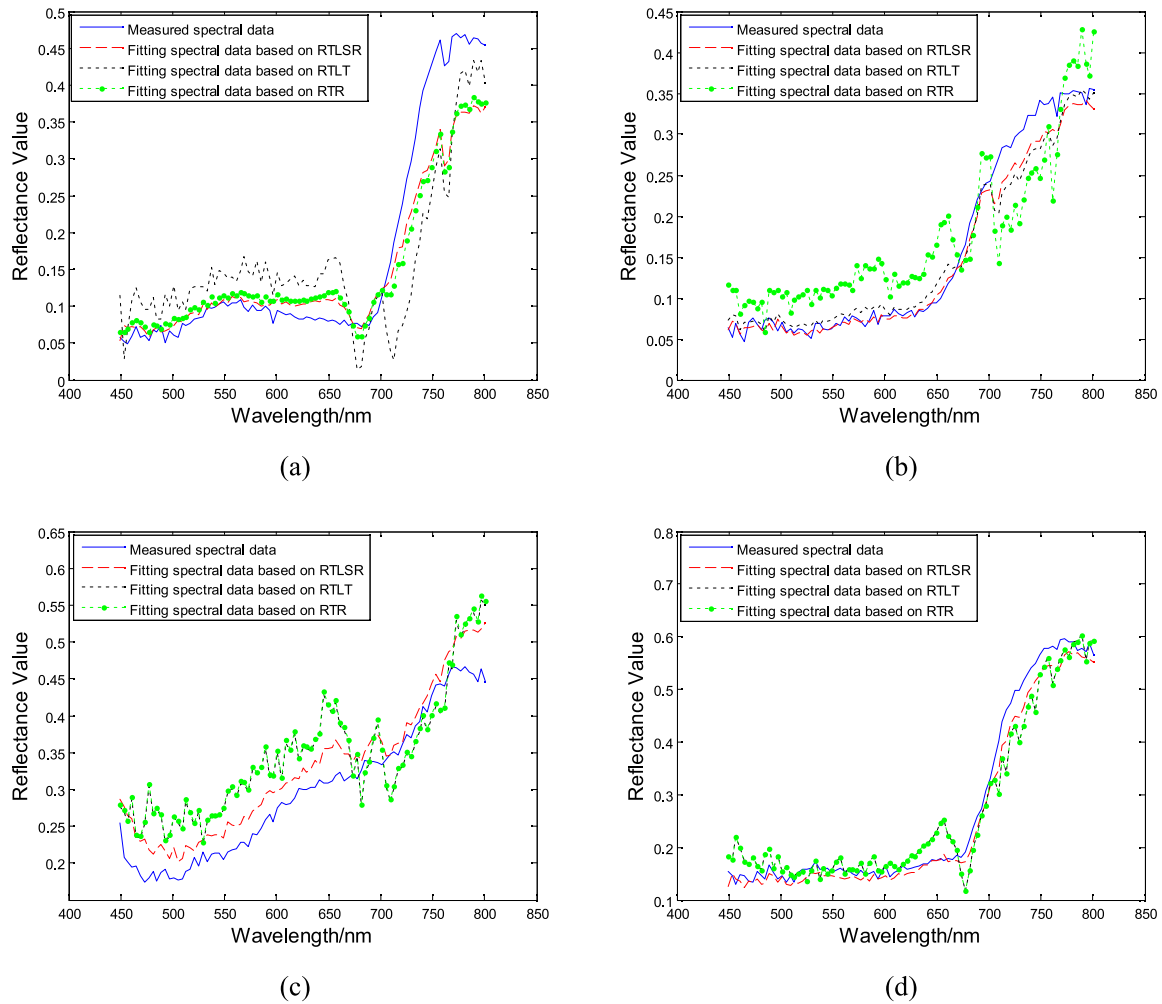 Measured spectral data
Fitting spectral data based on RTLSR
Fitting spectral data based on RTLT
Fitting spectral data based on RTR
0.5
0.45
0.4
0.35
0.3
0.25
0.2
0.15
0.1
0.05
0
Reflectance Value
400 450 500 550 600 650 700 750 800 850
Wavelength/nm
(a)
Measured spectral data
Fitting spectral data based on RTLSR
Fitting spectral data based on RTLT
Fitting spectral data based on RTR
0.45
0.4
0.35
0.3
0.25
0.2
0.15
0.1
0.05
0
Reflectance Value
400 450 500 550 600 650 700 750 800 850
Wavelength/nm
(b)
Measured spectral data
Fitting spectral data based on RTLSR
Fitting spectral data based on RTLT
Fitting spectral data based on RTR
0.65
0.6
0.55
0.5
0.45
0.4
0.35
0.3
0.25
0.2
Reflectance Value
400 450 500 550 600 650 700 750 800 850
Wavelength/nm
(c)
Measured spectral data
Fitting spectral data based on RTLSR
Fitting spectral data based on RTLT
Fitting spectral data based on RTR
0.8
0.7
0.6
0.5
0.4
0.3
0.2
0.1
Reflectance Value
400 450 500 550 600 650 700 750 800 850
Wavelength/nm
(d)